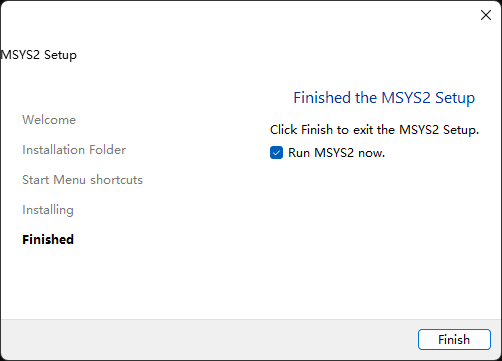 MSYS2 Setup
Welcome
Installation Folder
Start Menu shortcuts
Installing
Finished
Finished the MSYS2 Setup
Click Finish to exit the MSYS2 Setup.
Run MSYS2 now.
Finish